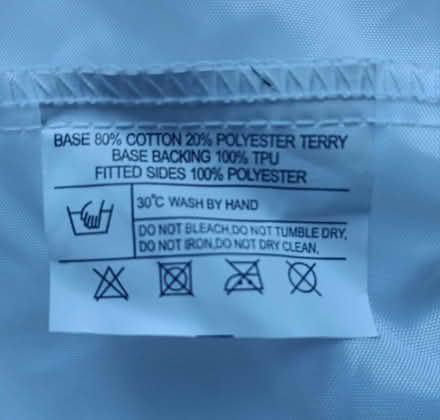 BASE 80% COTTON 20% POLYESTER TERRY
BASE BACKING 100% TPU
FITTED SIDES 100% POLYESTER
30°C WASH BY HAND
DO NOT BLEACH,DO NOT TUMBLE DRY,
DO NOT IRON,DO NOT DRY CLEAN,